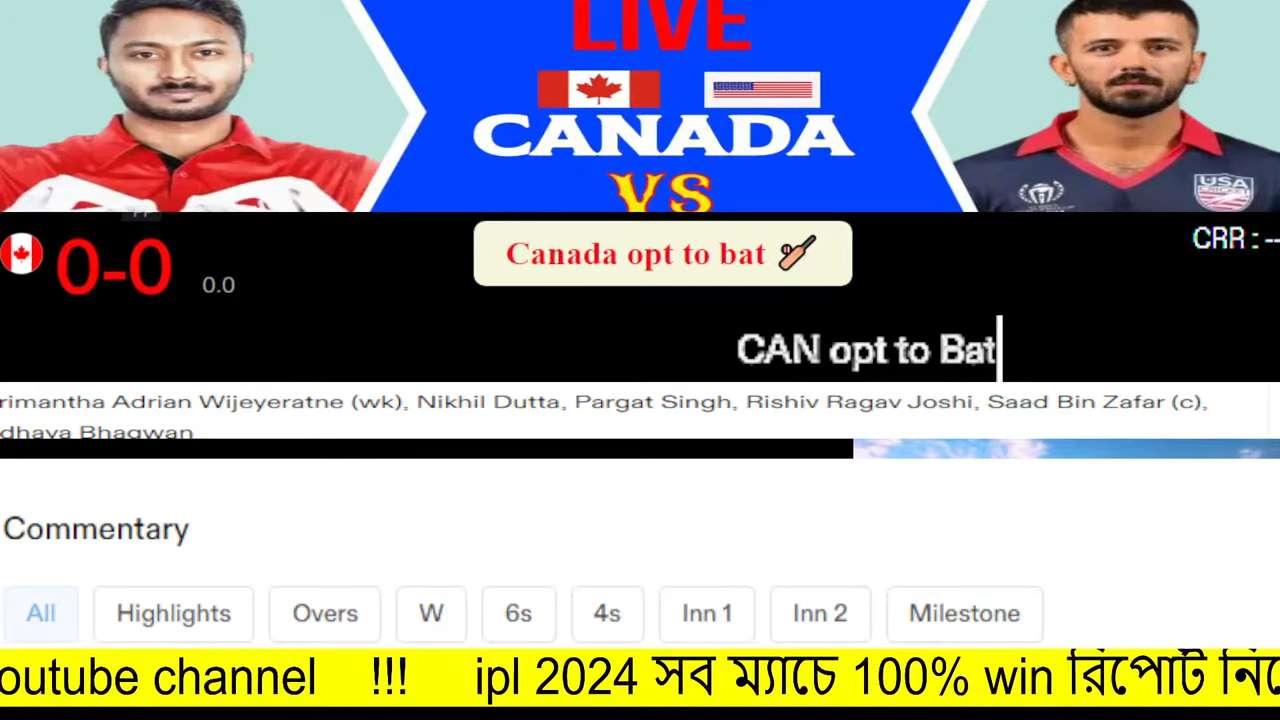 LIVE
CANADA
VS
USA
CRICKET
0-0
0.0
Canada opt to bat
CRR : --
CAN opt to Bat
rimantha Adrian Wijeyeratne (wk), Nikhil Dutta, Pargat Singh, Rishiv Ragav Joshi, Saad Bin Zafar (c),
dhaya Bhagwan
Commentary
All Highlights Overs W 6s 4s Inn 1 Inn 2 Milestone
outube channel !!! ipl 2024 সব ম্যাচে 100% win রিপোর্ট